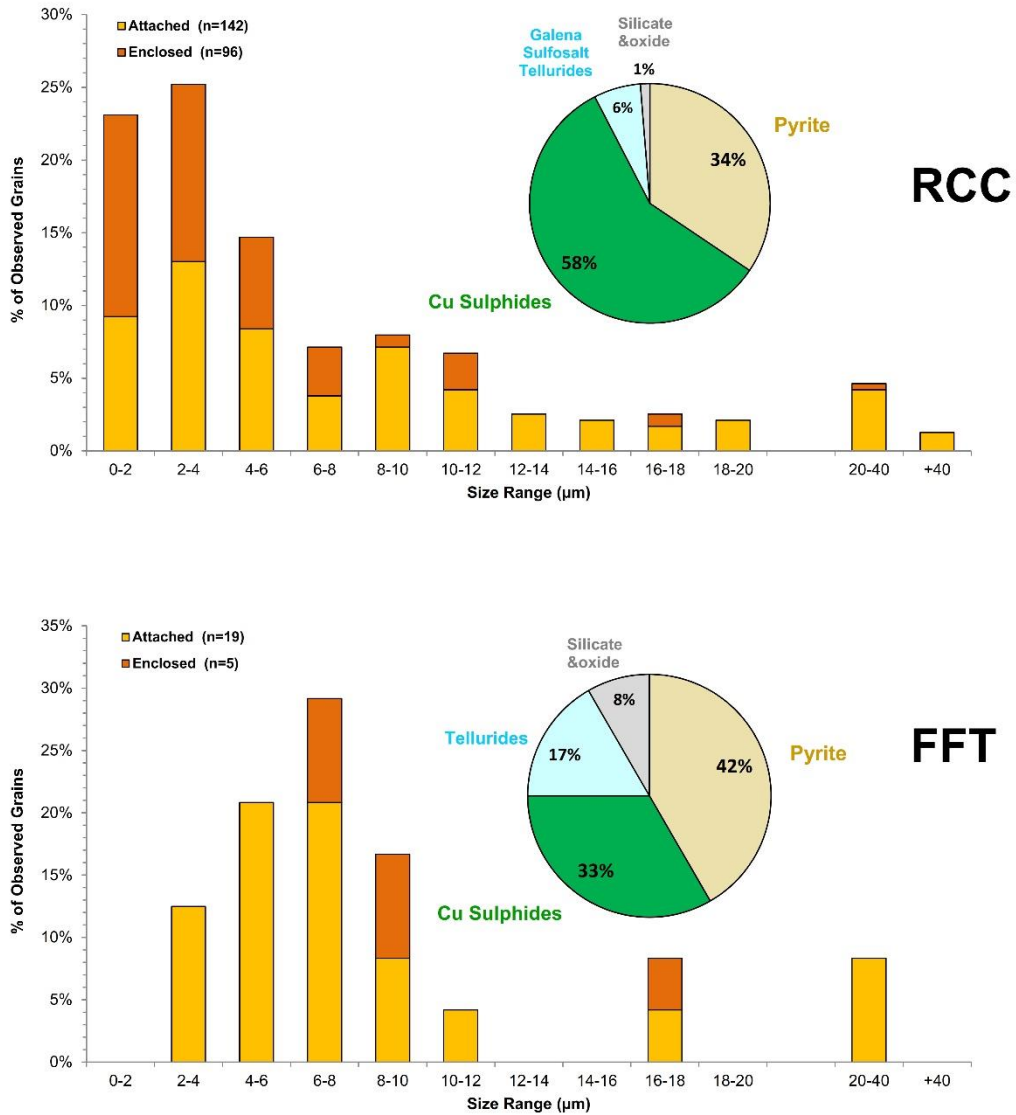 30%
25%
20%
15%
10%
5%
0%
% of Observed Grains
Attached (n=142)
Enclosed (n=96)
Galena
Sulfosalt
Tellurides
Silicate
&oxide
1%
6%
Pyrite
34%
58%
Cu Sulphides
RCC
0-2 2-4 4-6 6-8 8-10 10-12 12-14 14-16 16-18 18-20 20-40 +40
Size Range (µm)
35%
30%
25%
20%
15%
10%
5%
0%
% of Observed Grains
Attached (n=19)
Enclosed (n=5)
Silicate
&oxide
8%
Tellurides
17%
42%
Pyrite
33%
Cu Sulphides
FFT
0-2 2-4 4-6 6-8 8-10 10-12 12-14 14-16 16-18 18-20 20-40 +40
Size Range (µm)